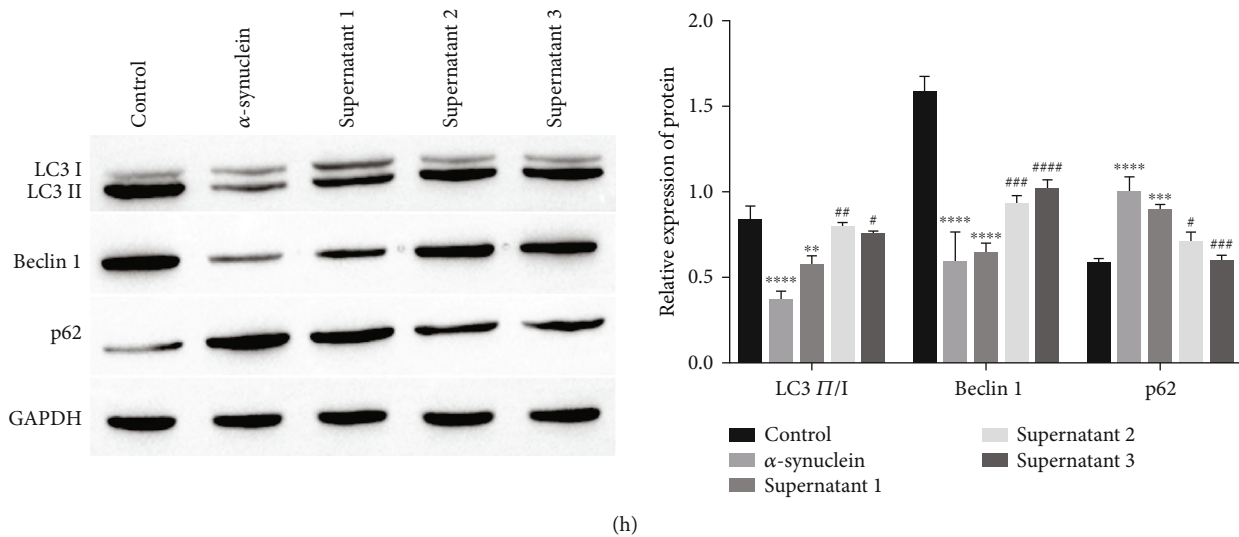 Control
α-synuclein
Supernatant 1
Supernatant 2
Supernatant 3
LC3 I
LC3 II
Beclin 1
p62
GAPDH
Relative expression of protein
2.0
1.5
1.0
0.5
0.0
**** ** ## #
**** **** ### ####
**** *** # ###
LC3 II/I Beclin 1 p62
Control
α-synuclein
Supernatant 1
Supernatant 2
Supernatant 3
(h)